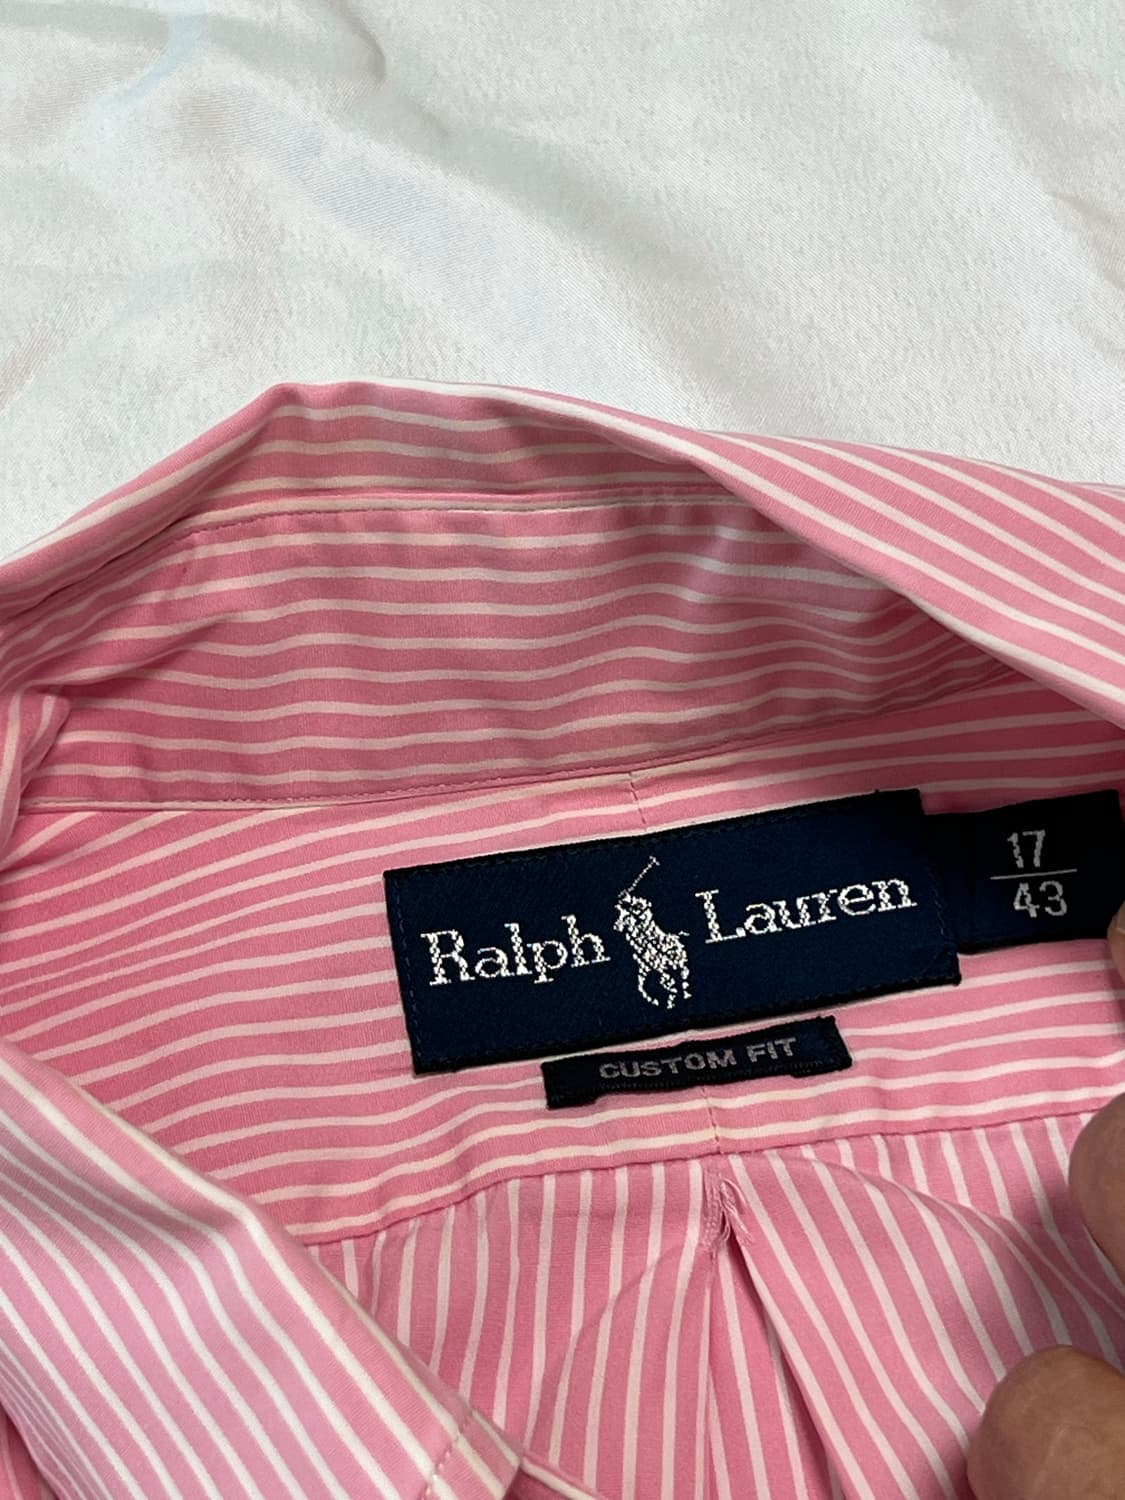 Ralph Lauren
17
43
CUSTOM FIT